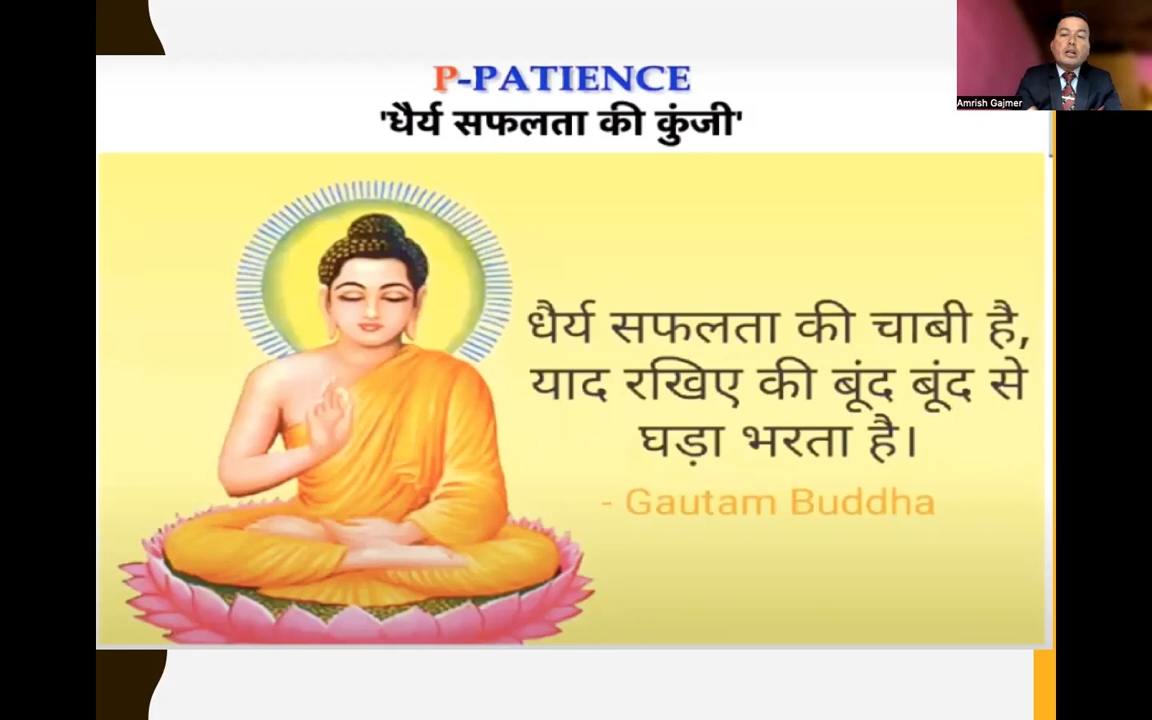 P-PATIENCE
'धैर्य सफलता की कुंजी'
Amrish Gajmer
धैर्य सफलता की चाबी है,
याद रखिए की बूंद बूंद से
घड़ा भरता है।
- Gautam Buddha